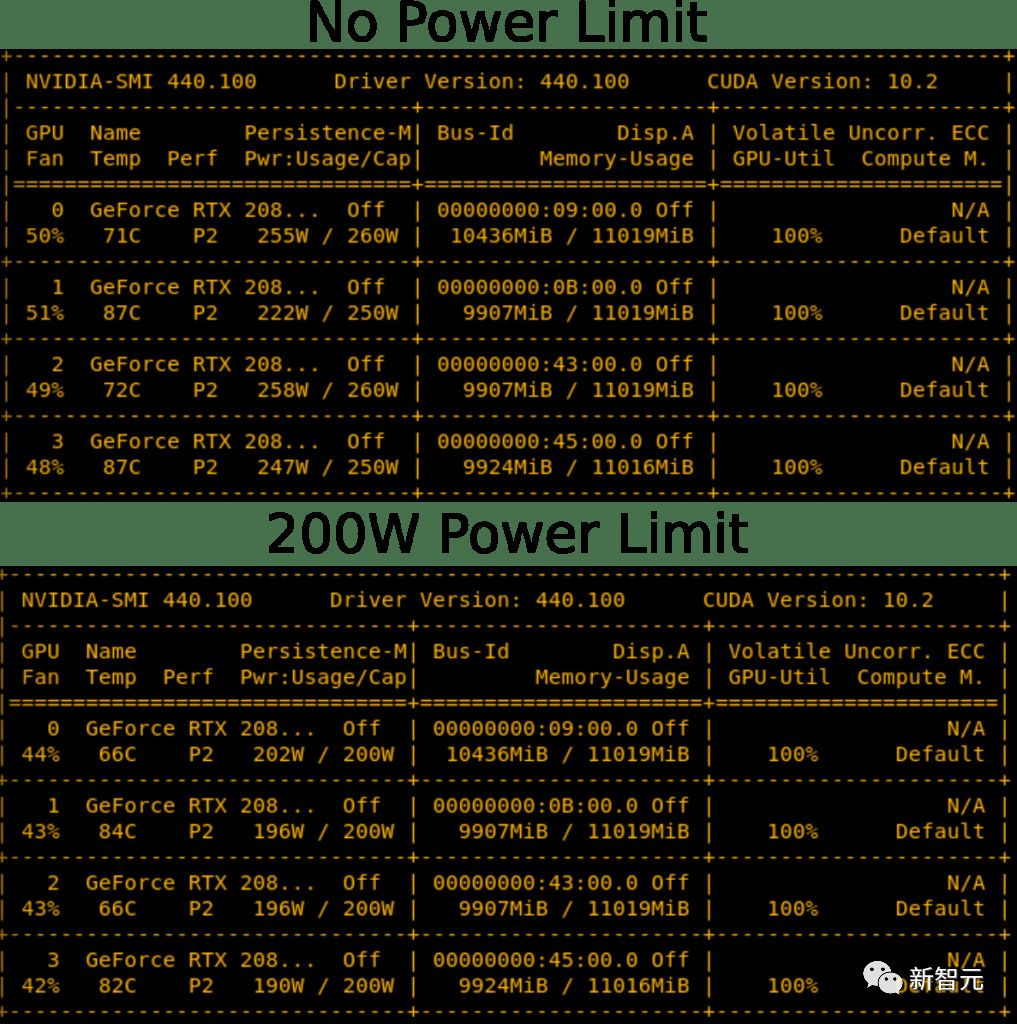 No Power Limit
+-----------------------------------------------------------------------------+
| NVIDIA-SMI 440.100      Driver Version: 440.100      CUDA Version: 10.2     |
|-------------------------------+----------------------+----------------------+
| GPU  Name        Persistence-M| Bus-Id        Disp.A | Volatile Uncorr. ECC |
| Fan  Temp  Perf  Pwr:Usage/Cap|         Memory-Usage | GPU-Util  Compute M. |
|===============================+======================+======================|
|   0  GeForce RTX 208...  Off  | 00000000:09:00.0 Off |                  N/A |
| 50%   71C    P2   255W / 260W |  10436MiB / 11019MiB |    100%      Default |
+-------------------------------+----------------------+----------------------+
|   1  GeForce RTX 208...  Off  | 00000000:0B:00.0 Off |                  N/A |
| 51%   87C    P2   222W / 250W |   9907MiB / 11019MiB |    100%      Default |
+-------------------------------+----------------------+----------------------+
|   2  GeForce RTX 208...  Off  | 00000000:43:00.0 Off |                  N/A |
| 49%   72C    P2   258W / 260W |   9907MiB / 11019MiB |    100%      Default |
+-------------------------------+----------------------+----------------------+
|   3  GeForce RTX 208...  Off  | 00000000:45:00.0 Off |                  N/A |
| 48%   87C    P2   247W / 250W |   9924MiB / 11016MiB |    100%      Default |
+-------------------------------+----------------------+----------------------+
200W Power Limit
+-----------------------------------------------------------------------------+
| NVIDIA-SMI 440.100      Driver Version: 440.100      CUDA Version: 10.2     |
|-------------------------------+----------------------+----------------------+
| GPU  Name        Persistence-M| Bus-Id        Disp.A | Volatile Uncorr. ECC |
| Fan  Temp  Perf  Pwr:Usage/Cap|         Memory-Usage | GPU-Util  Compute M. |
|===============================+======================+======================|
|   0  GeForce RTX 208...  Off  | 00000000:09:00.0 Off |                  N/A |
| 44%   66C    P2   202W / 200W |  10436MiB / 11019MiB |    100%      Default |
+-------------------------------+----------------------+----------------------+
|   1  GeForce RTX 208...  Off  | 00000000:0B:00.0 Off |                  N/A |
| 43%   84C    P2   196W / 200W |   9907MiB / 11019MiB |    100%      Default |
+-------------------------------+----------------------+----------------------+
|   2  GeForce RTX 208...  Off  | 00000000:43:00.0 Off |                  N/A |
| 43%   66C    P2   196W / 200W |   9907MiB / 11019MiB |    100%      Default |
+-------------------------------+----------------------+----------------------+
|   3  GeForce RTX 208...  Off  | 00000000:45:00.0 Off |                  N/A |
| 42%   82C    P2   190W / 200W |   9924MiB / 11016MiB |    100%      Default |
+-------------------------------+----------------------+----------------------+
新智元